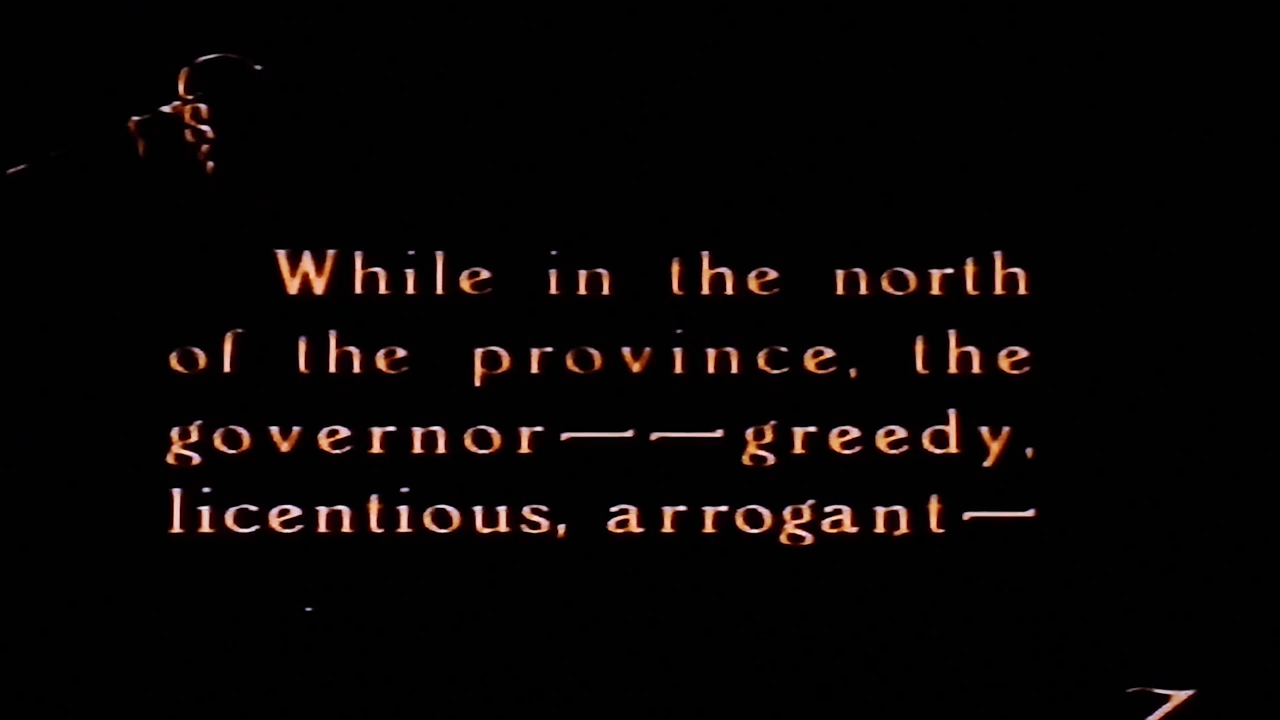 While in the north
of the province, the
governor——greedy,
licentious, arrogant—